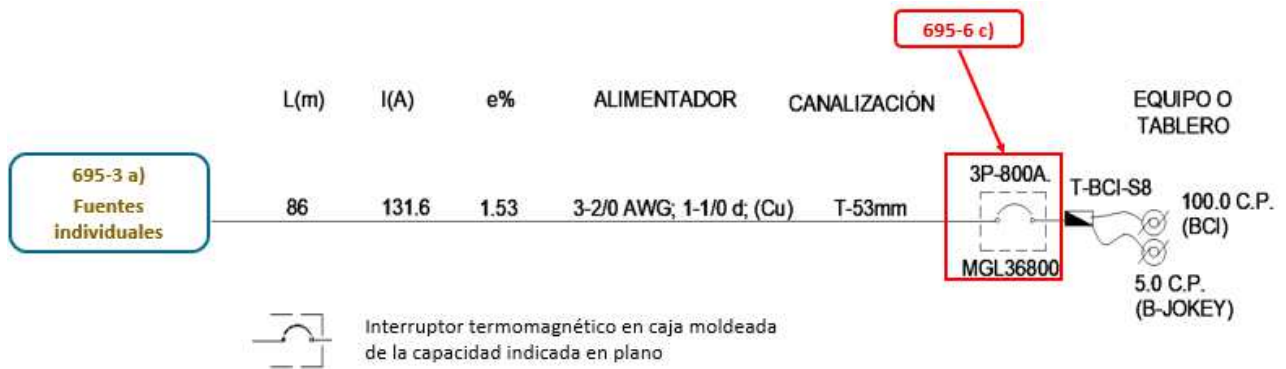 695-6 c)
L(m) I(A) e% ALIMENTADOR CANALIZACIÓN EQUIPO O
TABLERO
695-3 a)
Fuentes
individuales
86 131.6 1.53 3-2/0 AWG; 1-1/0 d; (Cu) T-53mm
3P-800A.
MGL36800
T-BCI-S8
100.0 C.P.
(BCI)
5.0 C.P.
(B-JOKEY)
Interruptor termomagnético en caja moldeada
de la capacidad indicada en plano